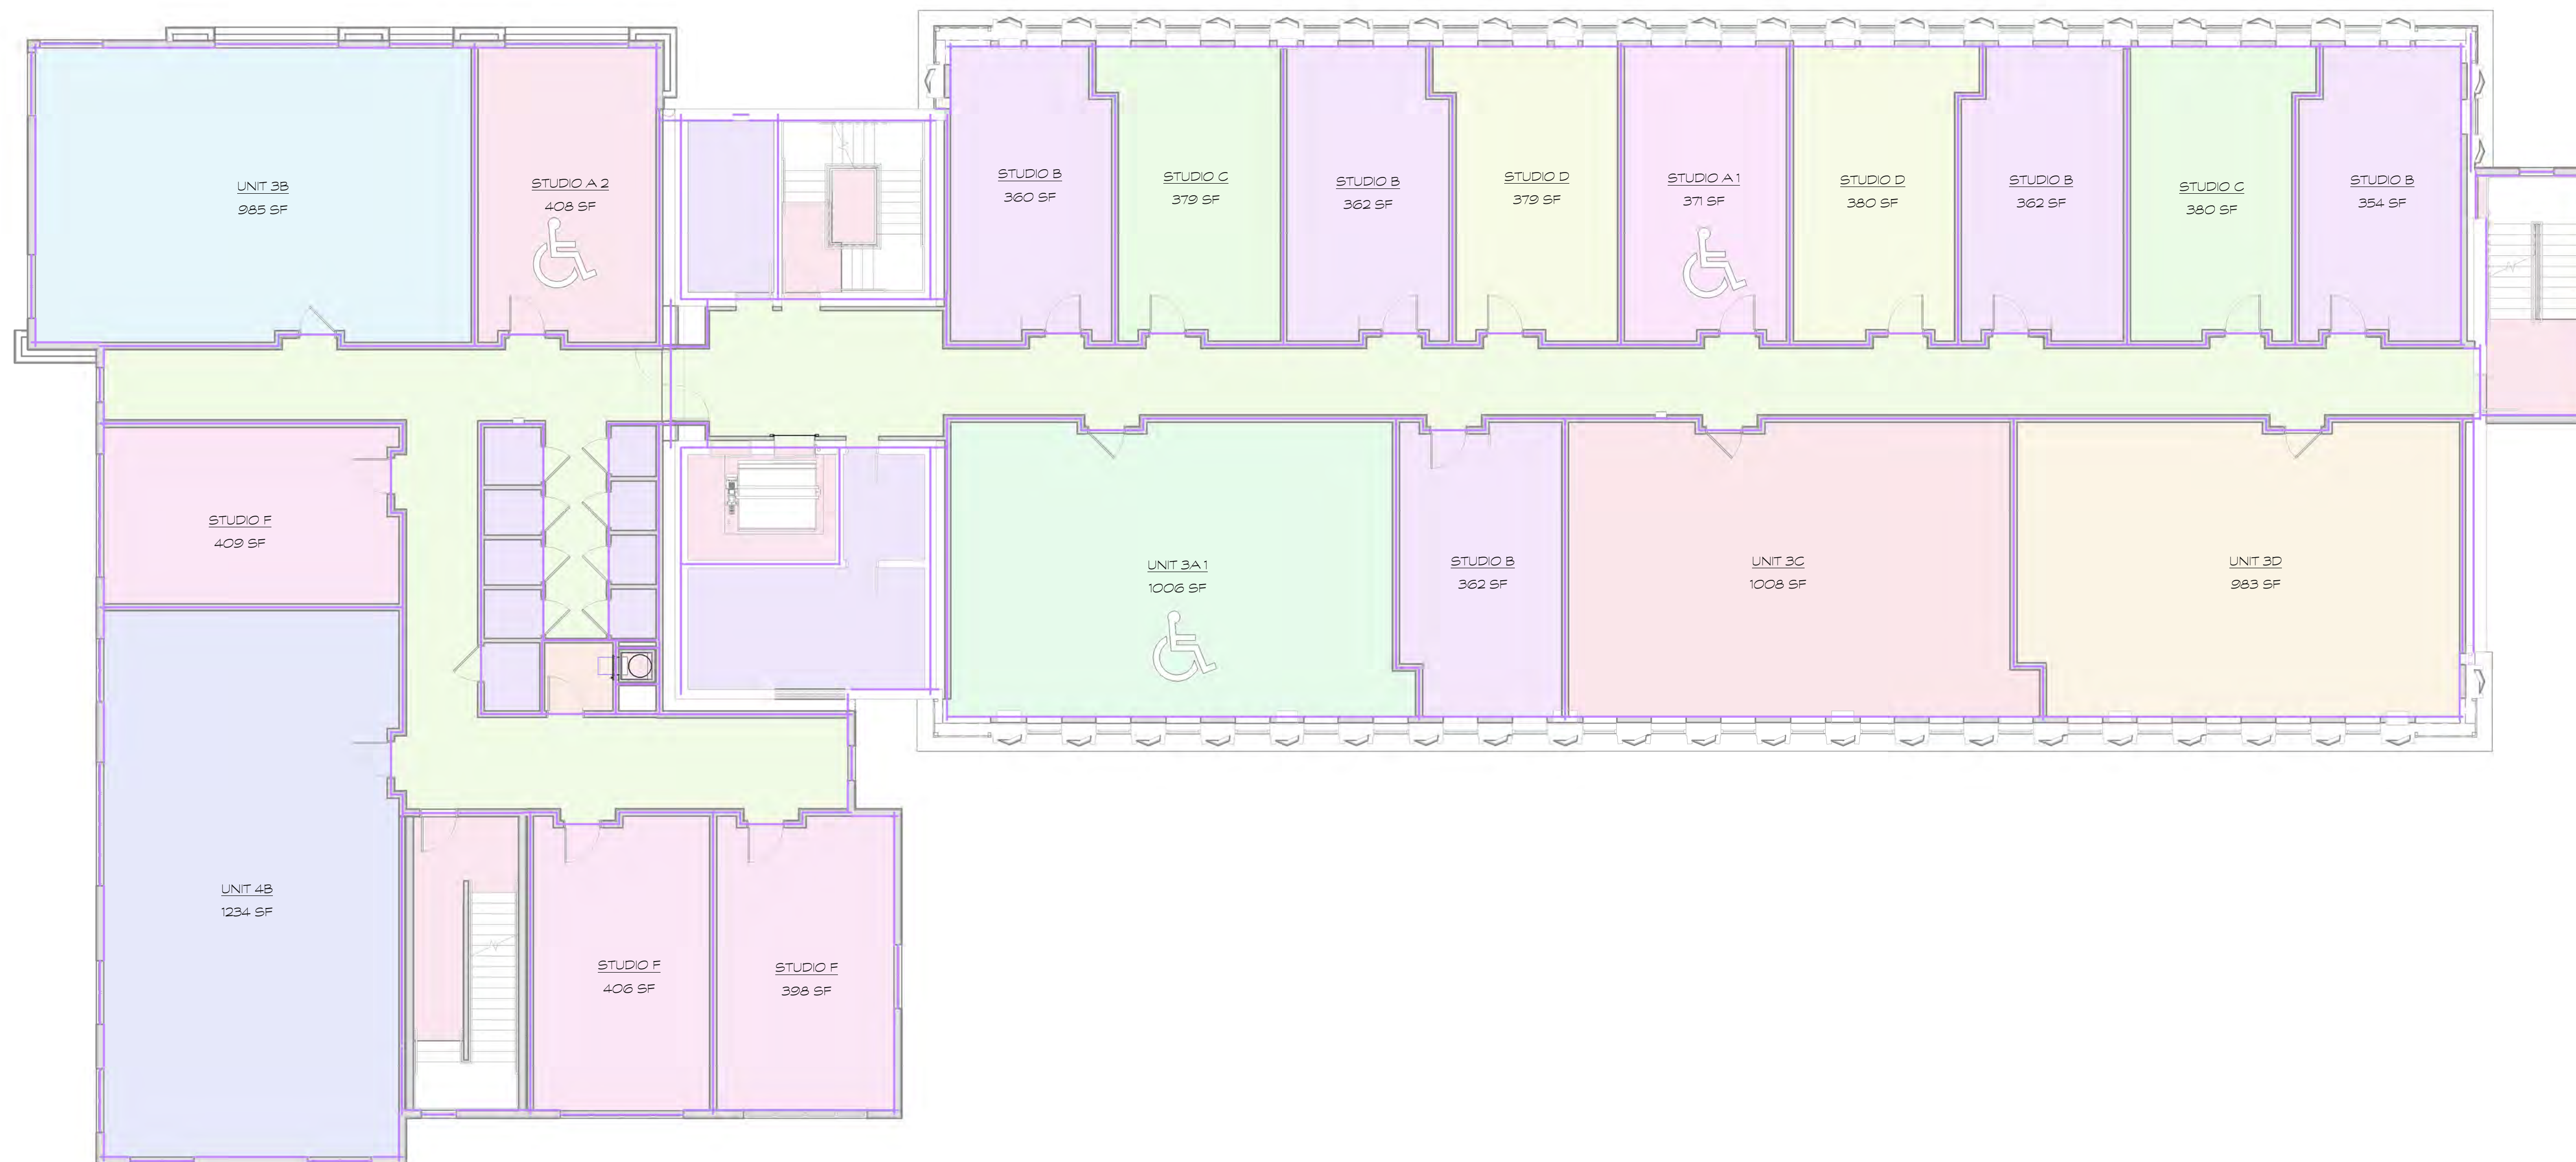 UNIT 3B
985 SF
STUDIO A 2
408 SF
STUDIO B
360 SF
STUDIO C
379 SF
STUDIO B
362 SF
STUDIO D
379 SF
STUDIO A 1
371 SF
STUDIO D
380 SF
STUDIO B
362 SF
STUDIO C
380 SF
STUDIO B
354 SF
STUDIO F
409 SF
UNIT 3A 1
1006 SF
STUDIO B
362 SF
UNIT 3C
1008 SF
UNIT 3D
983 SF
UNIT 4B
1234 SF
STUDIO F
406 SF
STUDIO F
398 SF